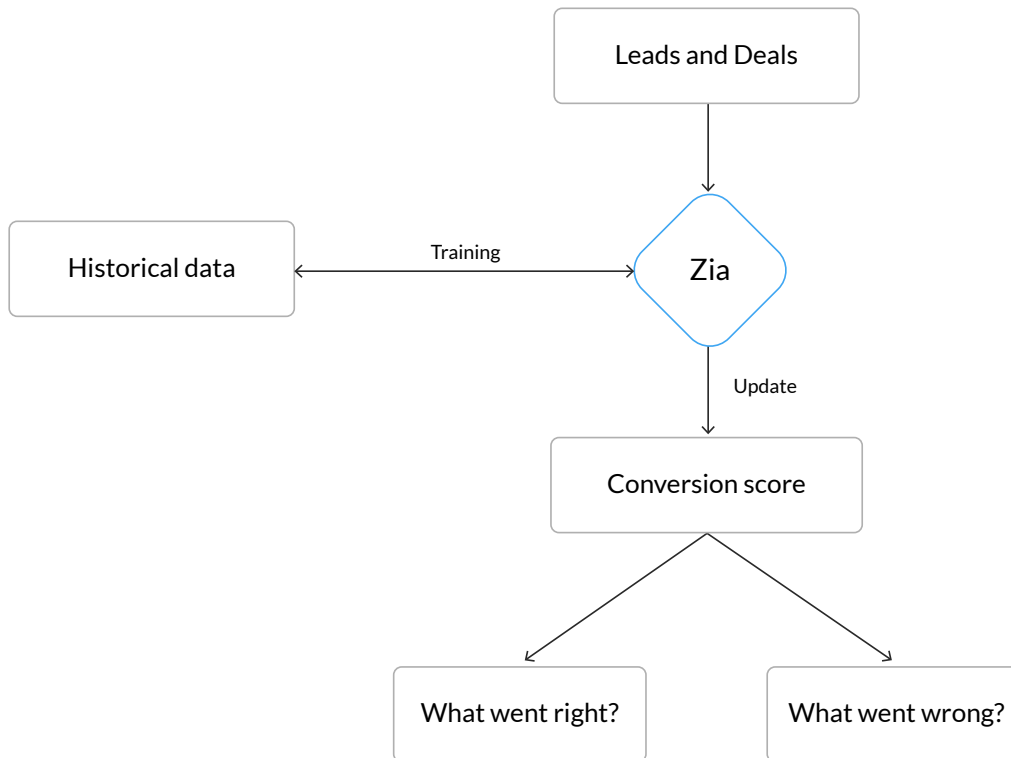 Leads and Deals
Historical data
Training
Zia
Update
Conversion score
What went right?
What went wrong?